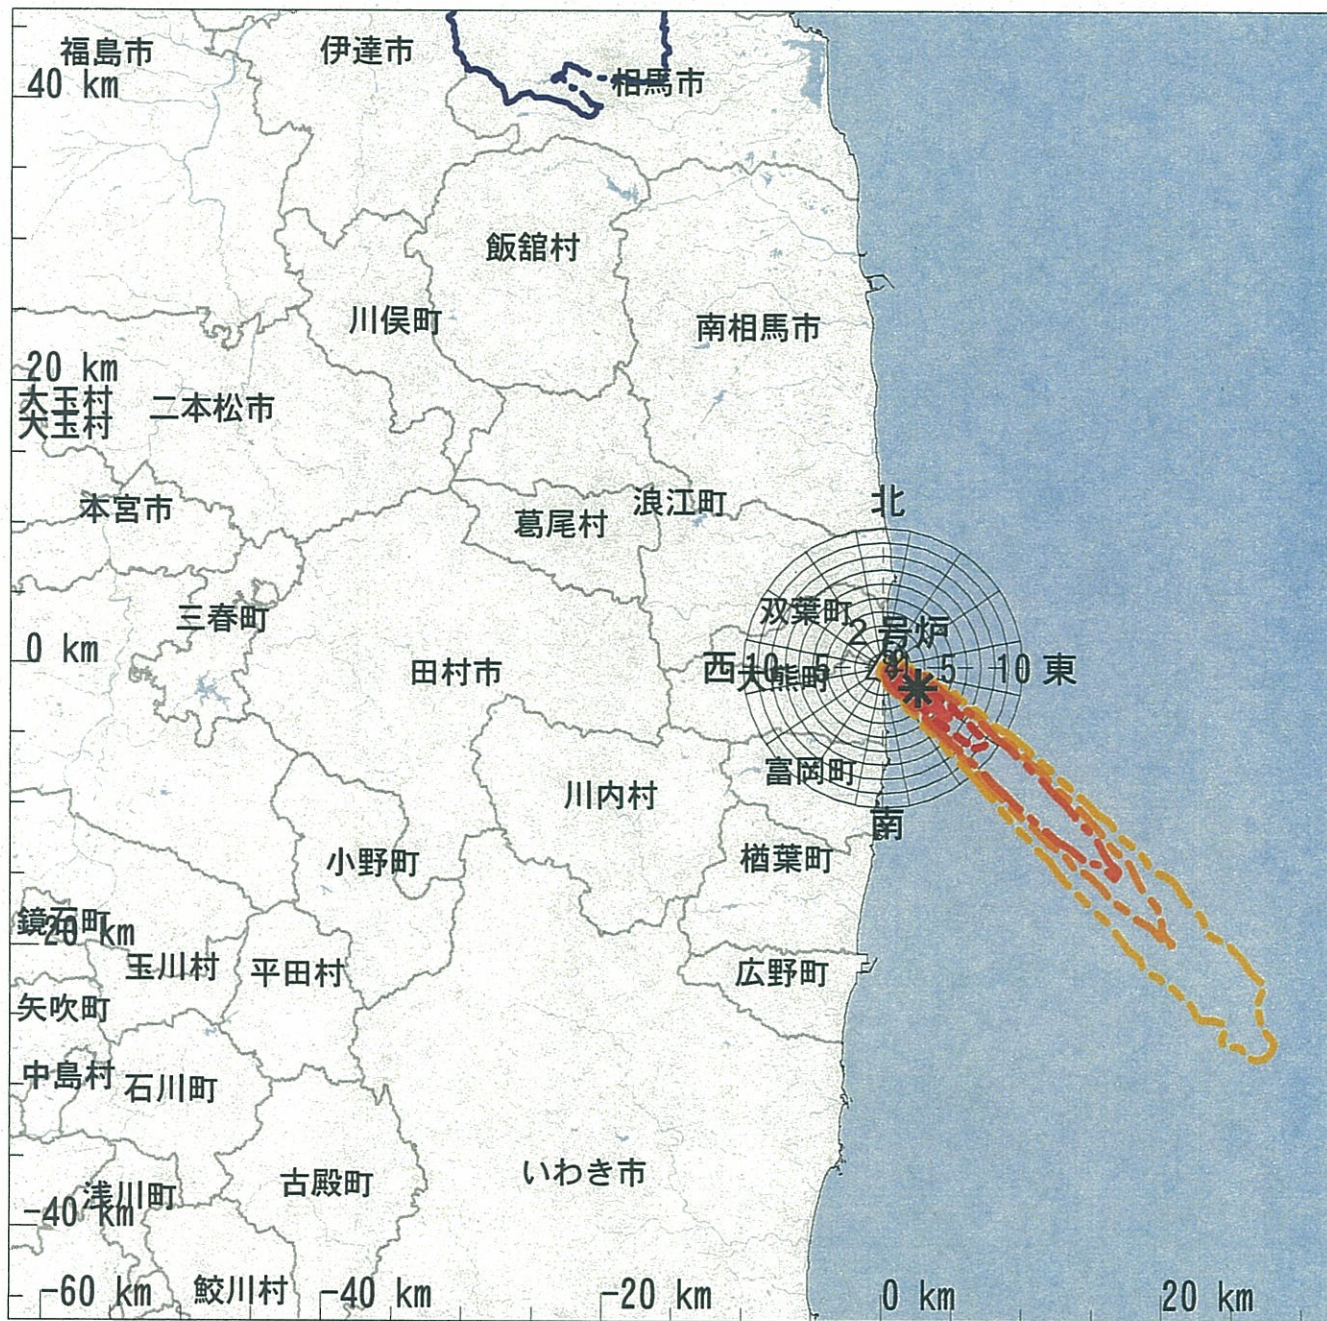 福島市
伊達市
40 km
相馬市
飯舘村
川俣町
南相馬市
20 km
大玉村
二本松市
大玉村
本宮市
葛尾村
浪江町
北
三春町
双葉町
2号炉
0 km
田村市
西 10
5
大熊町
5
10 東
川内村
富岡町
南
小野町
楢葉町
鏡石町
-20 km
玉川村
平田村
広野町
矢吹町
中島村
石川町
いわき市
浅川町
古殿町
-40 km
-60 km
鮫川村
-40 km
-20 km
0 km
20 km